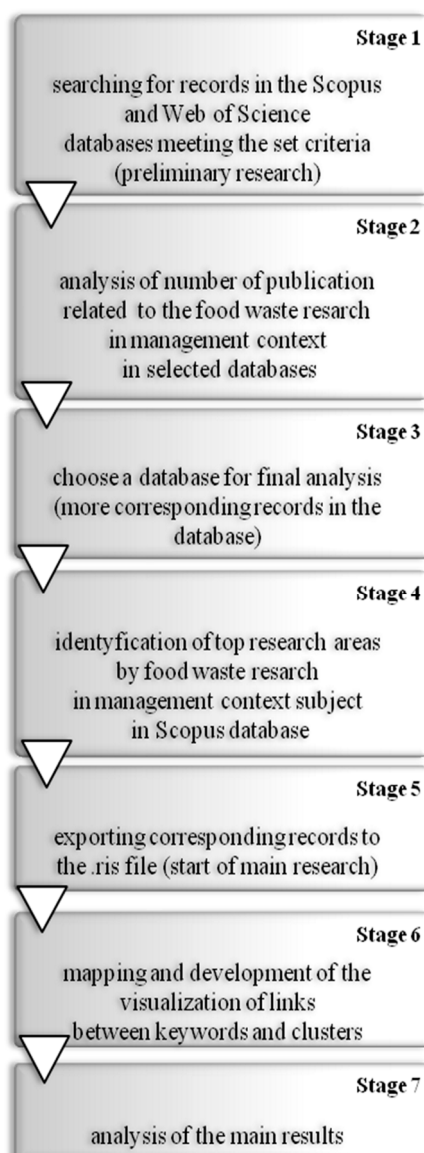 Stage 1
searching for records in the Scopus
and Web of Science
databases meeting the set criteria
(preliminary research)
Stage 2
analysis of number of publication
related to the food waste resarch
in management context
in selected databases
Stage 3
choose a database for final analysis
(more corresponding records in the
database)
Stage 4
identyfication of top research areas
by food waste resarch
in management context subject
in Scopus database
Stage 5
exporting corresponding records to
the .ris file (start of main research)
Stage 6
mapping and development of the
visualization of links
between keywords and clusters
Stage 7
analysis of the main results